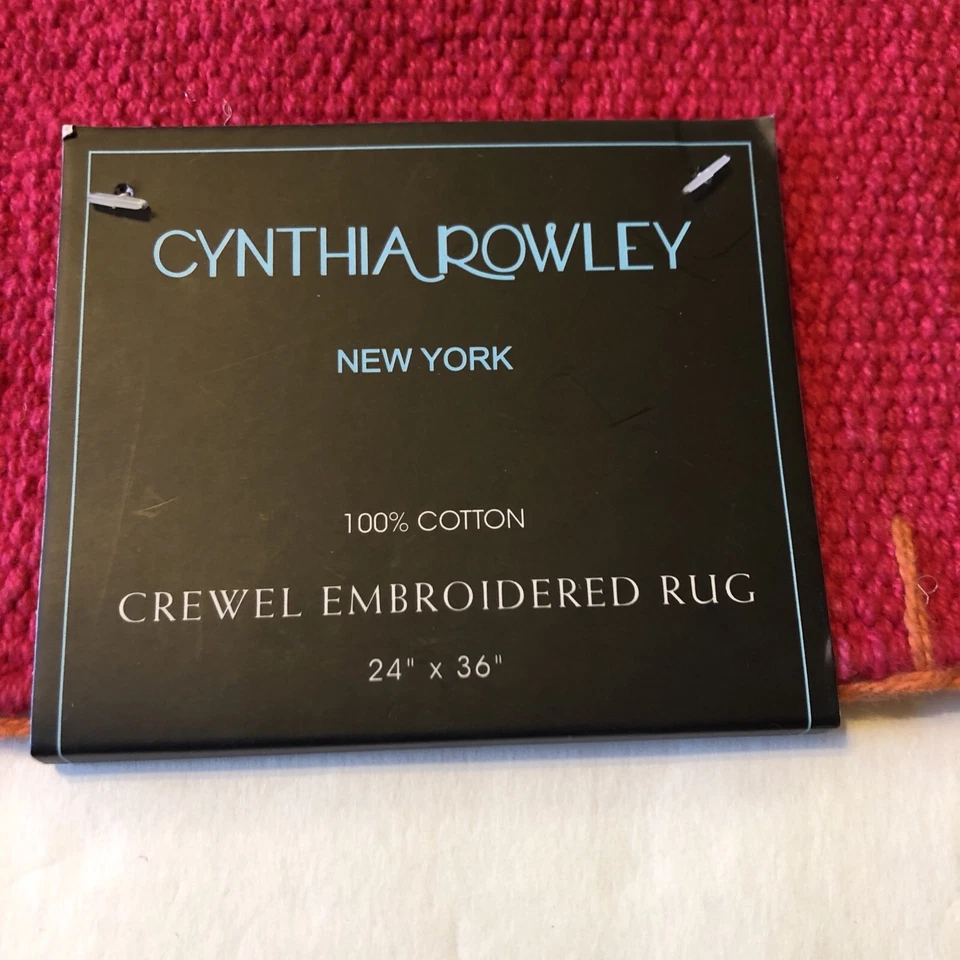 CYNTHIA ROWLEY
NEW YORK
100% COTTON
CREWEL EMBROIDERED RUG
24" x 36"